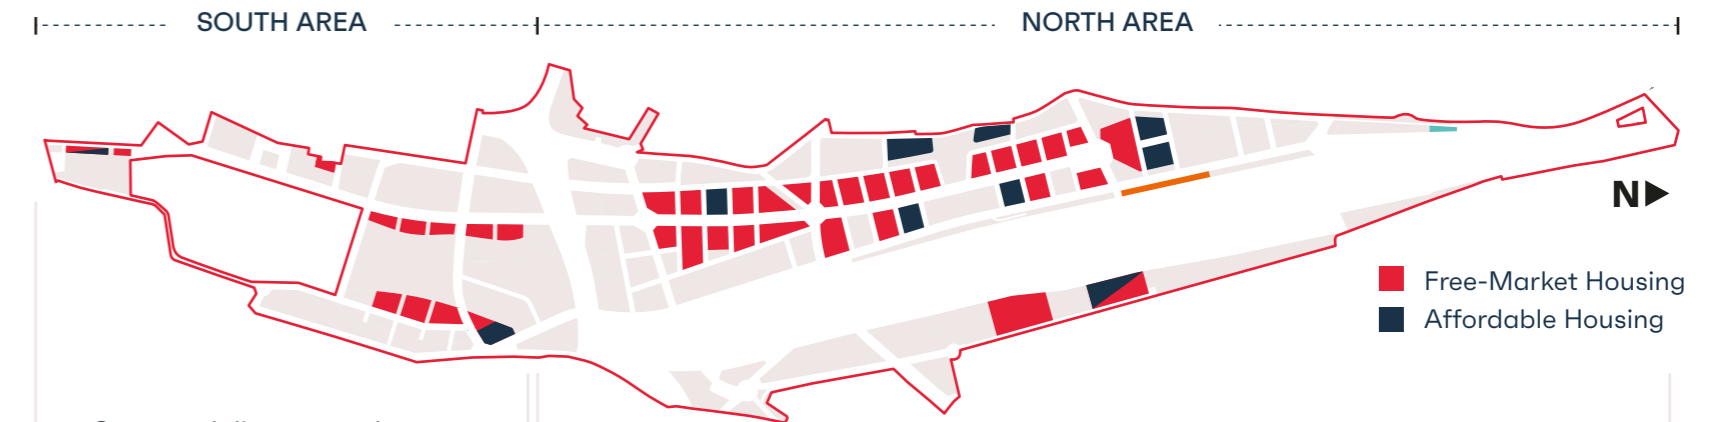 SOUTH AREA
NORTH AREA
N
Free-Market Housing
Affordable Housing